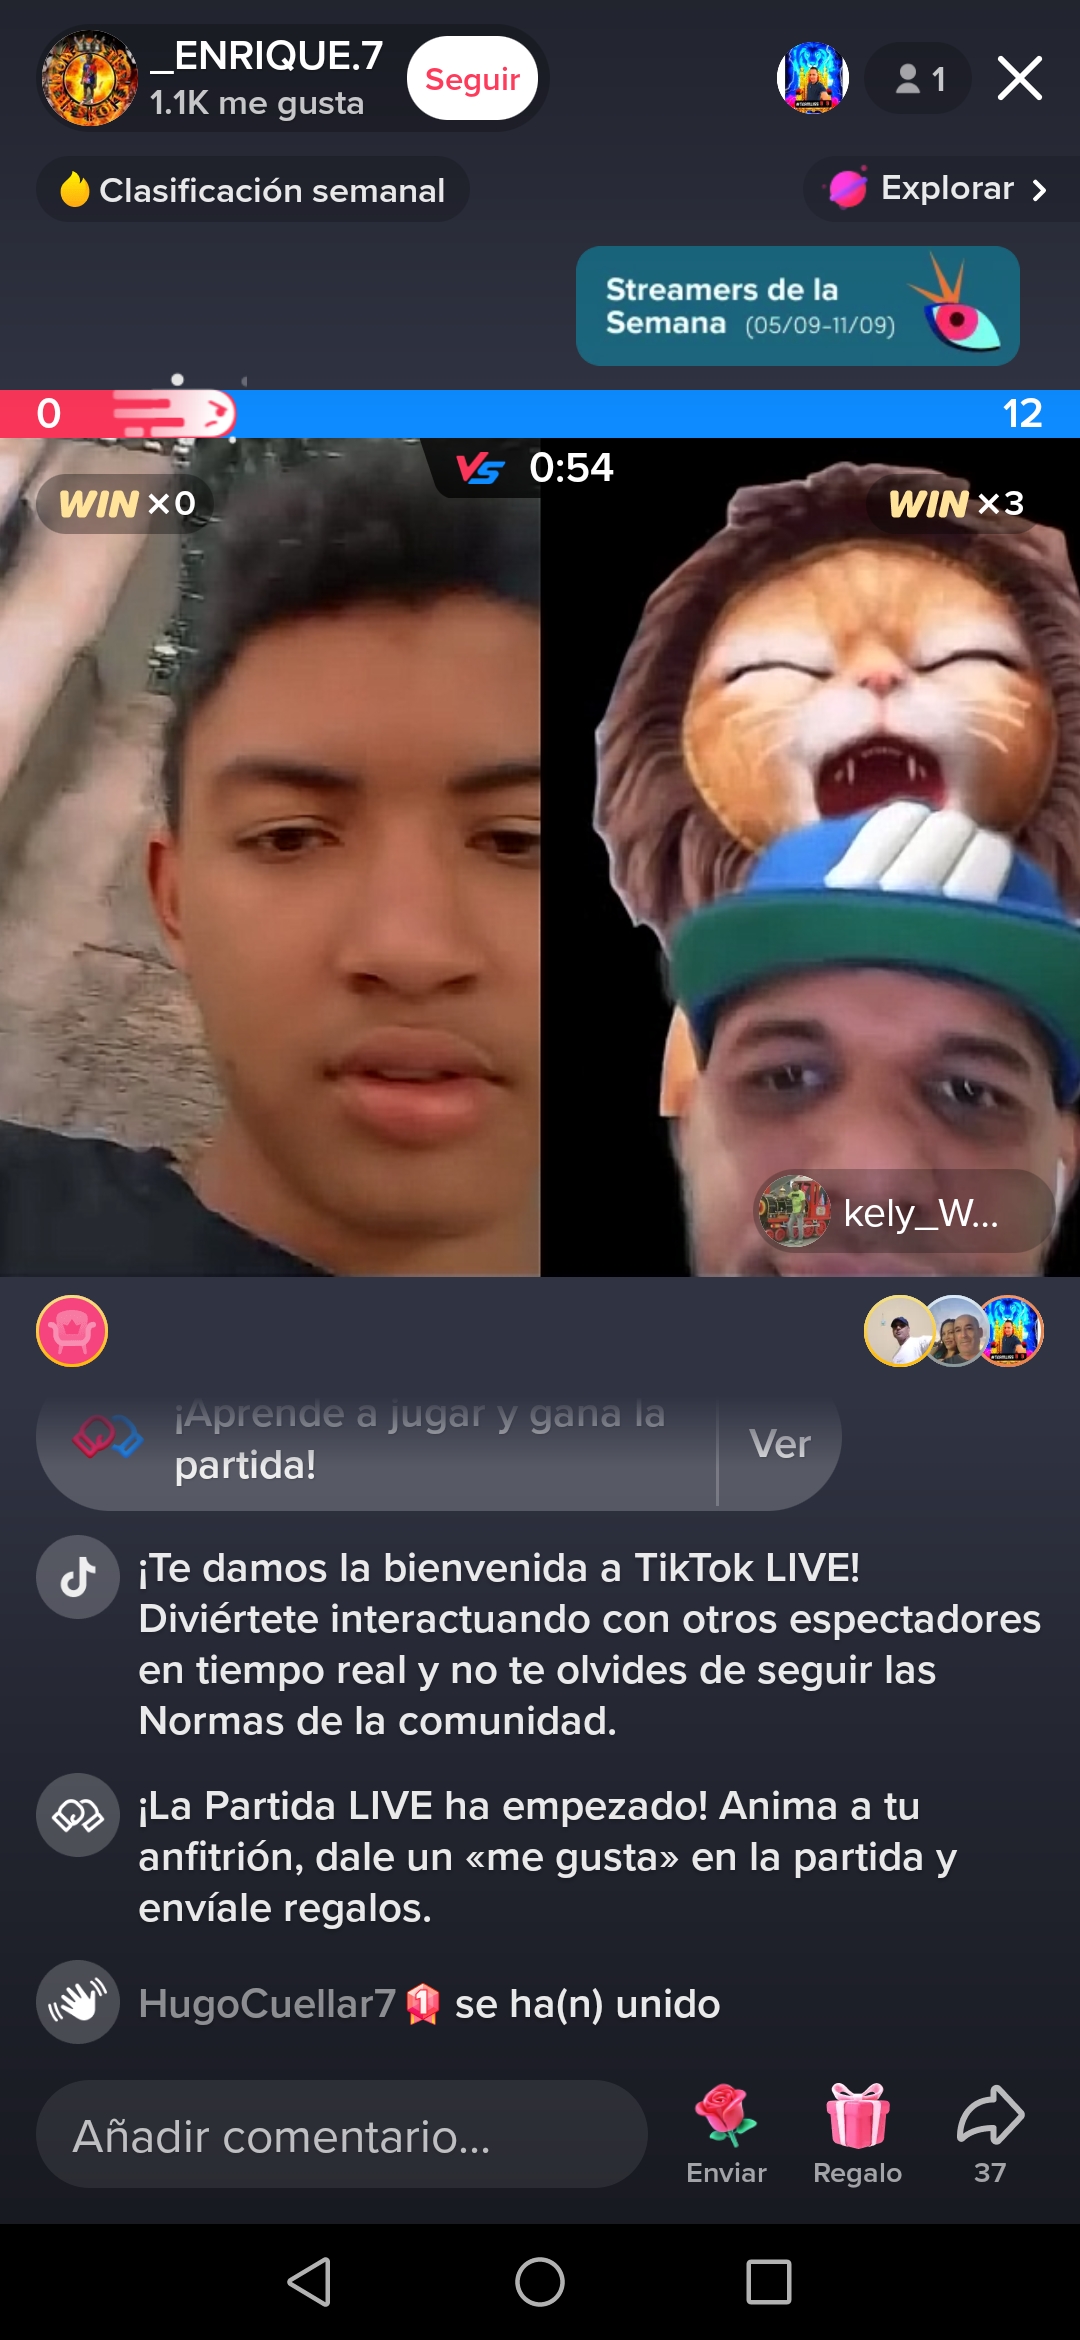 _ENRIQUE.7
1.1K me gusta
Seguir
1
Clasificación semanal
Explorar >
Streamers de la
Semana (05/09-11/09)
0
12
VS 0:54
WIN ×0
WIN ×3
kely_W...
¡Aprende a jugar y gana la
partida!
Ver
¡Te damos la bienvenida a TikTok LIVE!
Diviértete interactuando con otros espectadores
en tiempo real y no te olvides de seguir las
Normas de la comunidad.
¡La Partida LIVE ha empezado! Anima a tu
anfitrión, dale un «me gusta» en la partida y
envíale regalos.
HugoCuellar7 1 se ha(n) unido
Añadir comentario...
Enviar
Regalo
37